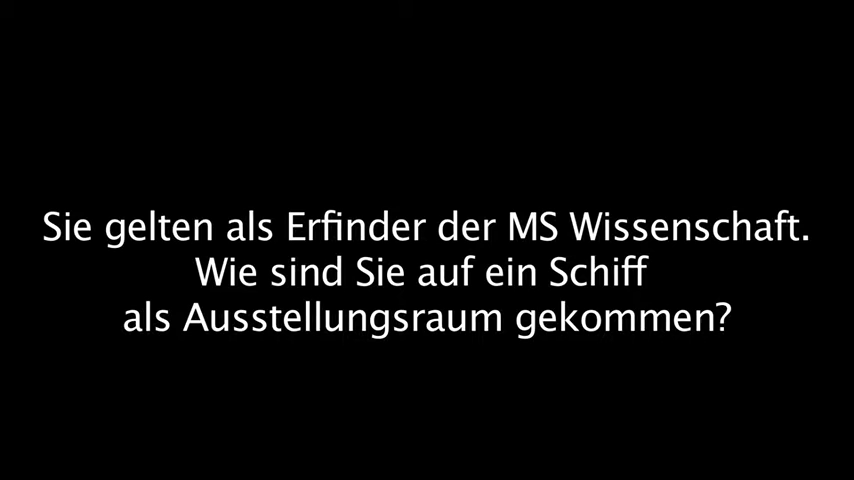 Sie gelten als Erfinder der MS Wissenschaft.
Wie sind Sie auf ein Schiff
als Ausstellungsraum gekommen?